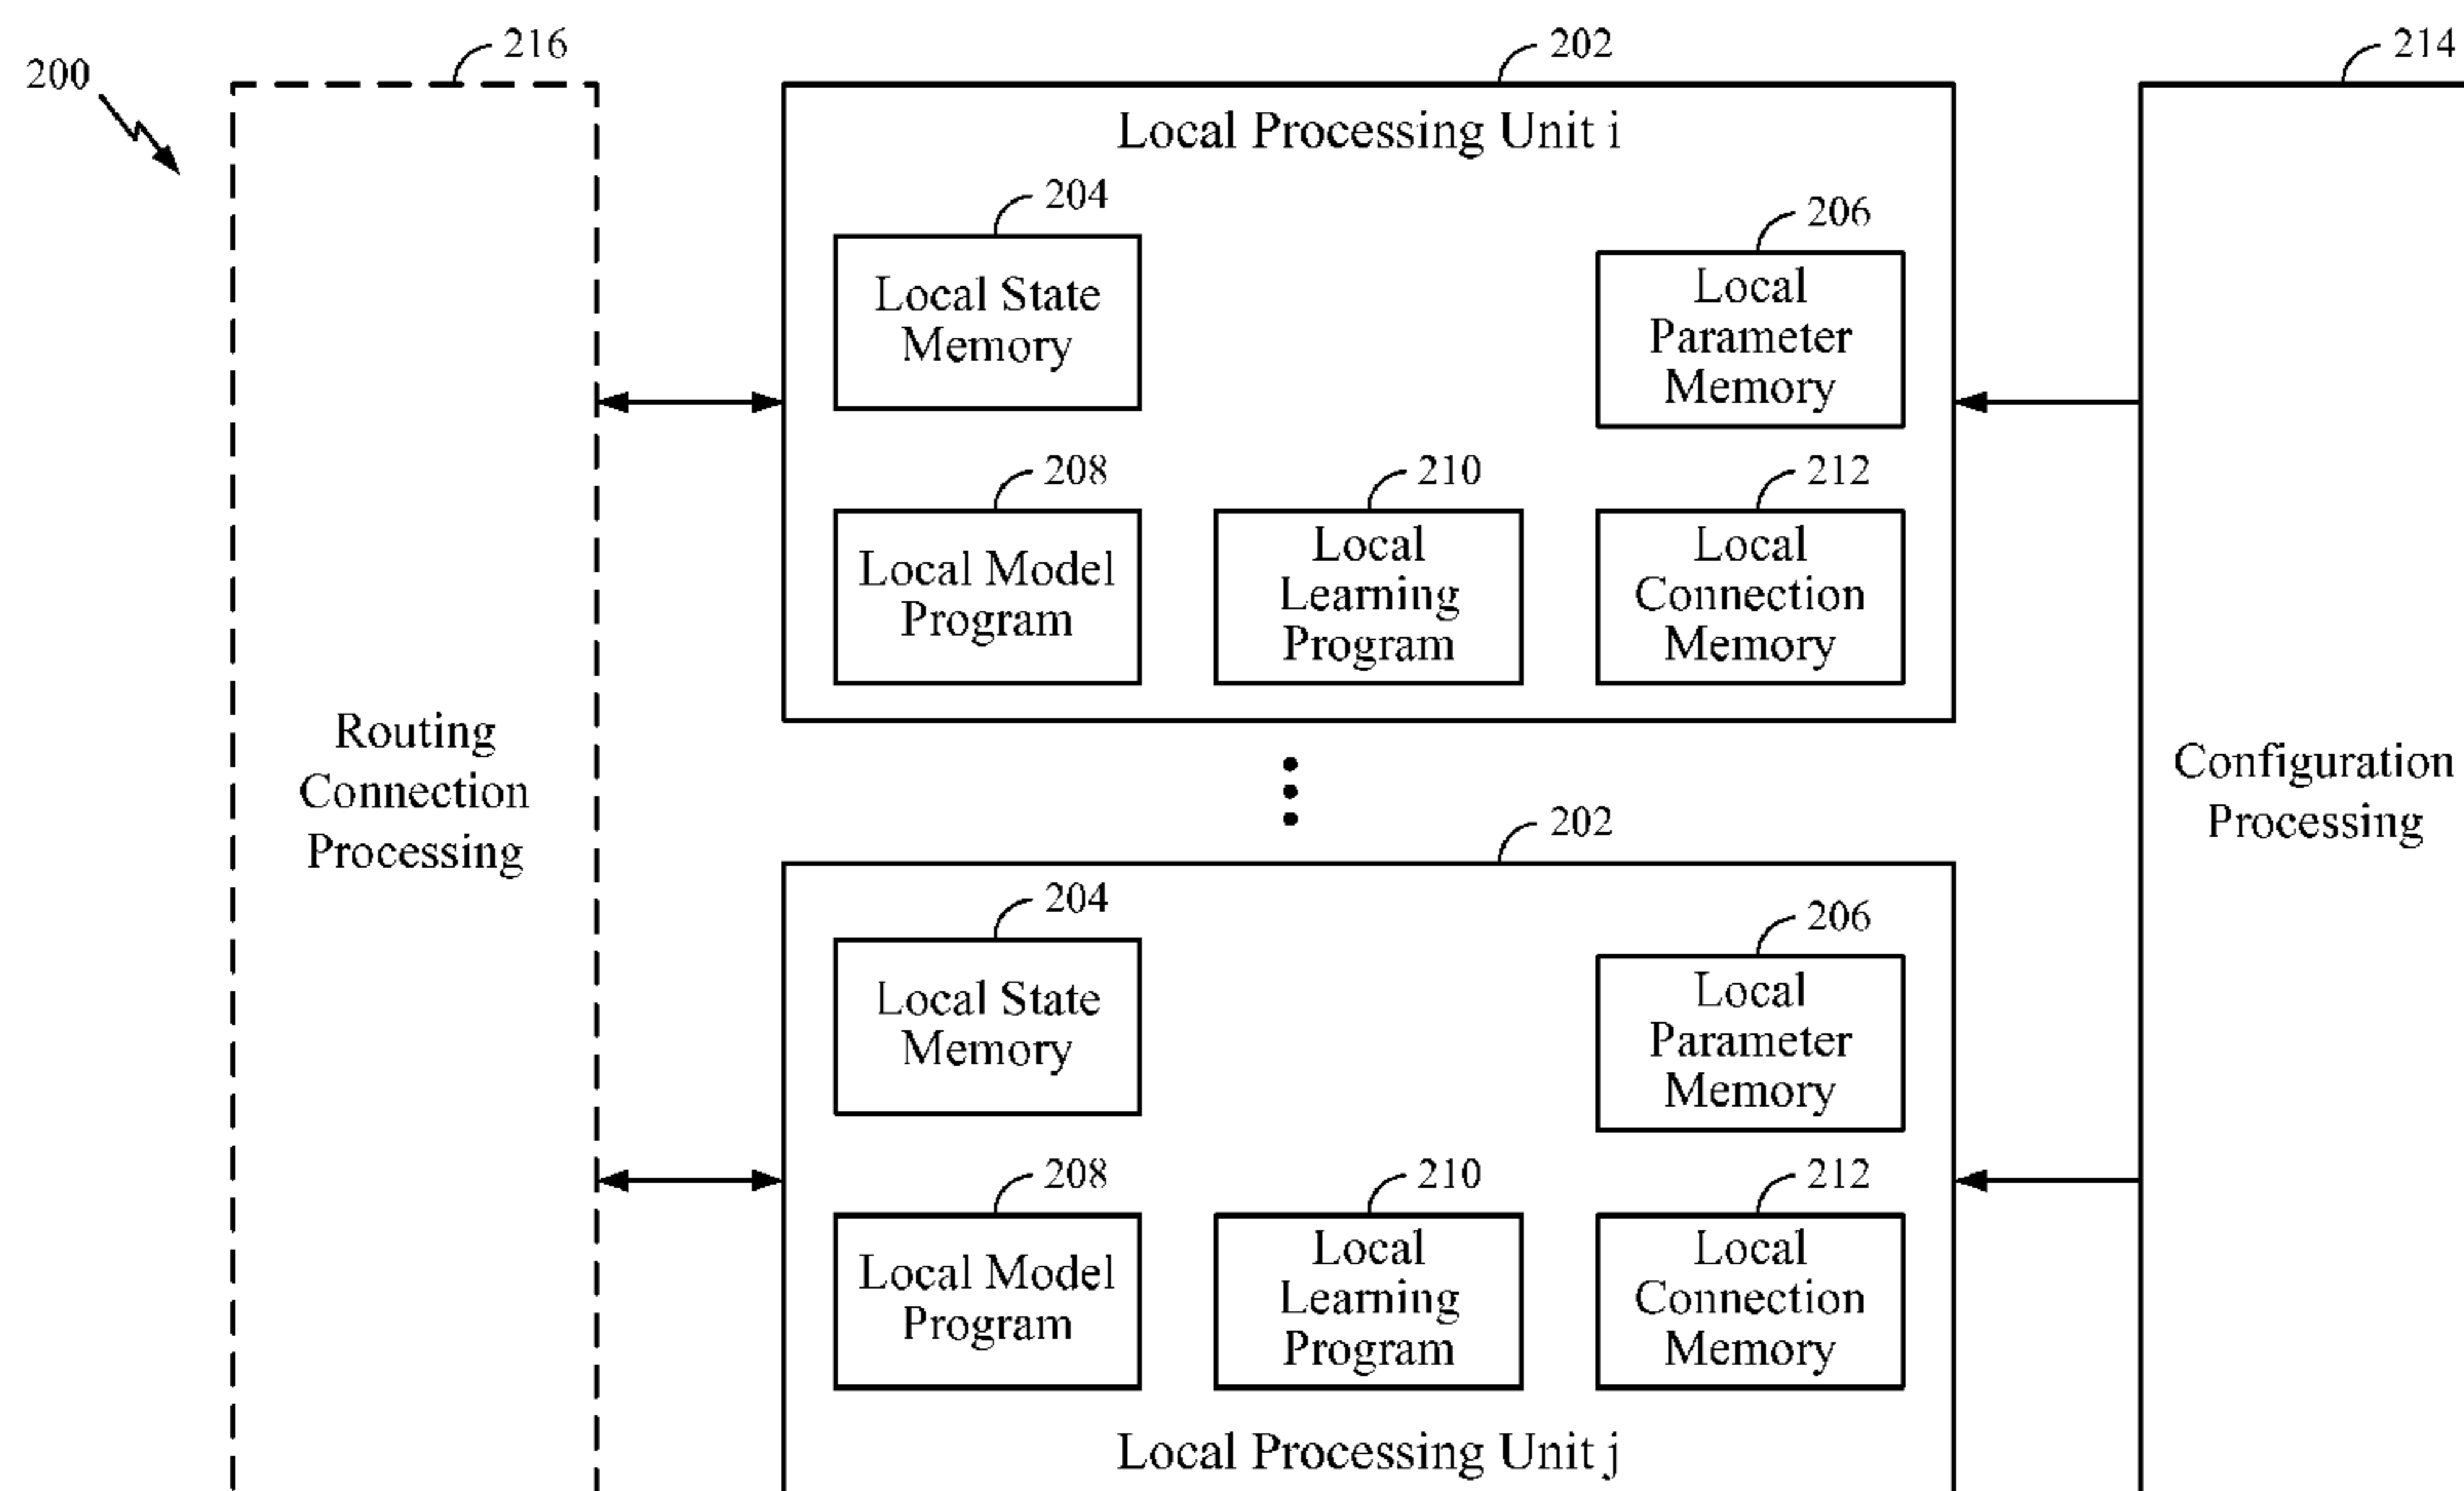 200
216
202
214
Local Processing Unit i
204
206
Local State
Memory
Local
Parameter
Memory
208
210
212
Local Model
Program
Local
Learning
Program
Local
Connection
Memory
Routing
Connection
Processing
Configuration
Processing
202
204
206
Local State
Memory
Local
Parameter
Memory
208
210
212
Local Model
Program
Local
Learning
Program
Local
Connection
Memory
Local Processing Unit j